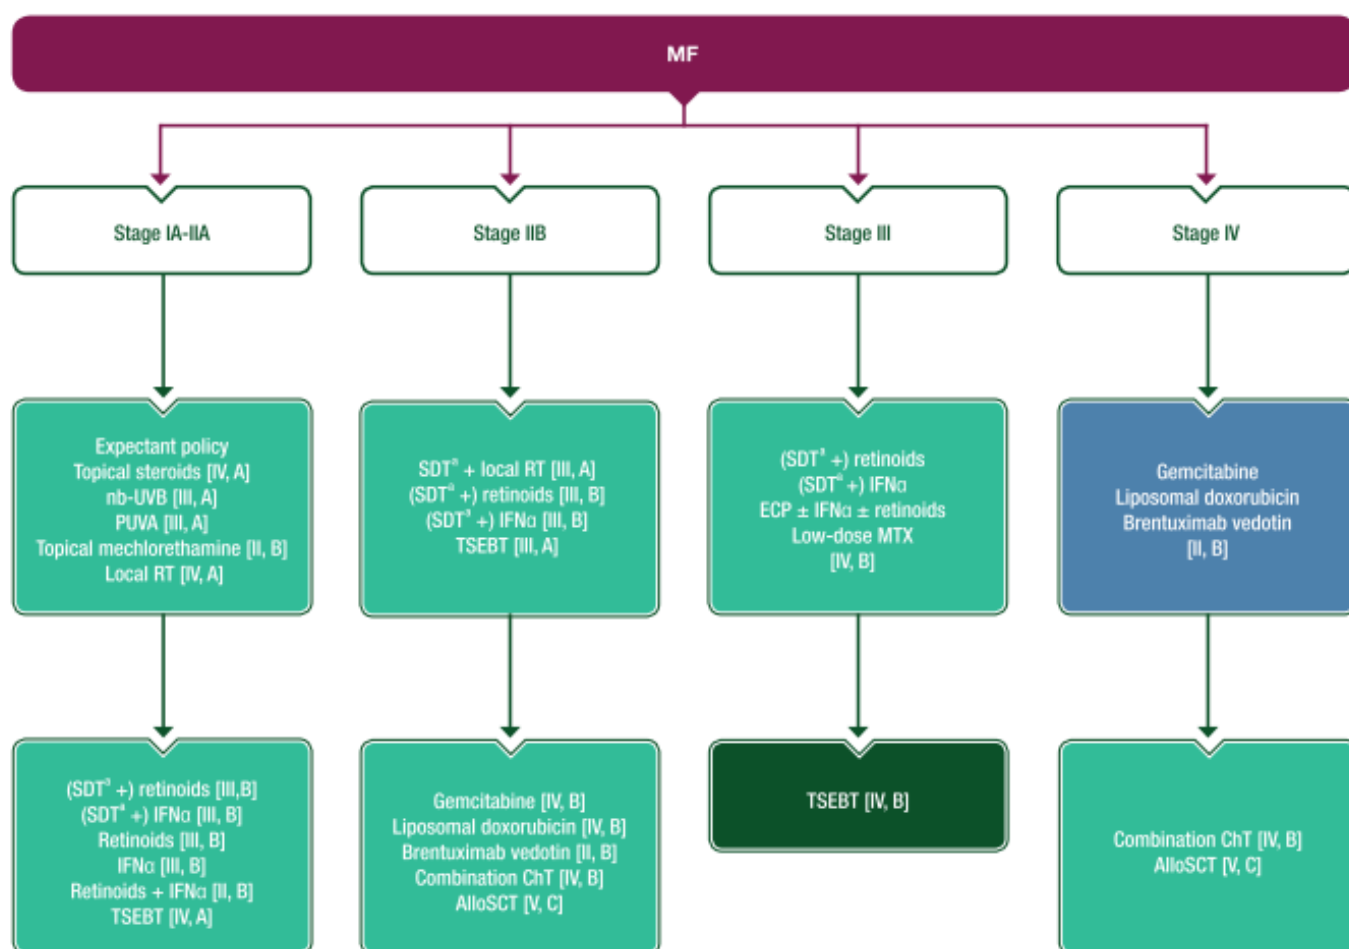 MF
Stage IA-IIA
Stage IIB
Stage III
Stage IV
Expectant policy
Topical steroids [IV, A]
nb-UVB [III, A]
PUVA [III, A]
Topical mechlorethamine [II, B]
Local RT [IV, A]
SDTᵃ + local RT [III, A]
(SDTᵃ +) retinoids [III, B]
(SDTᵃ +) IFNα [III, B]
TSEBT [III, A]
(SDTᵃ +) retinoids
(SDTᵃ +) IFNα
ECP ± IFNα ± retinoids
Low-dose MTX
[IV, B]
Gemcitabine
Liposomal doxorubicin
Brentuximab vedotin
[II, B]
(SDTᵃ +) retinoids [III,B]
(SDTᵃ +) IFNα [III, B]
Retinoids [III, B]
IFNα [III, B]
Retinoids + IFNα [II, B]
TSEBT [IV, A]
Gemcitabine [IV, B]
Liposomal doxorubicin [IV, B]
Brentuximab vedotin [II, B]
Combination ChT [IV, B]
AlloSCT [V, C]
TSEBT [IV, B]
Combination ChT [IV, B]
AlloSCT [V, C]